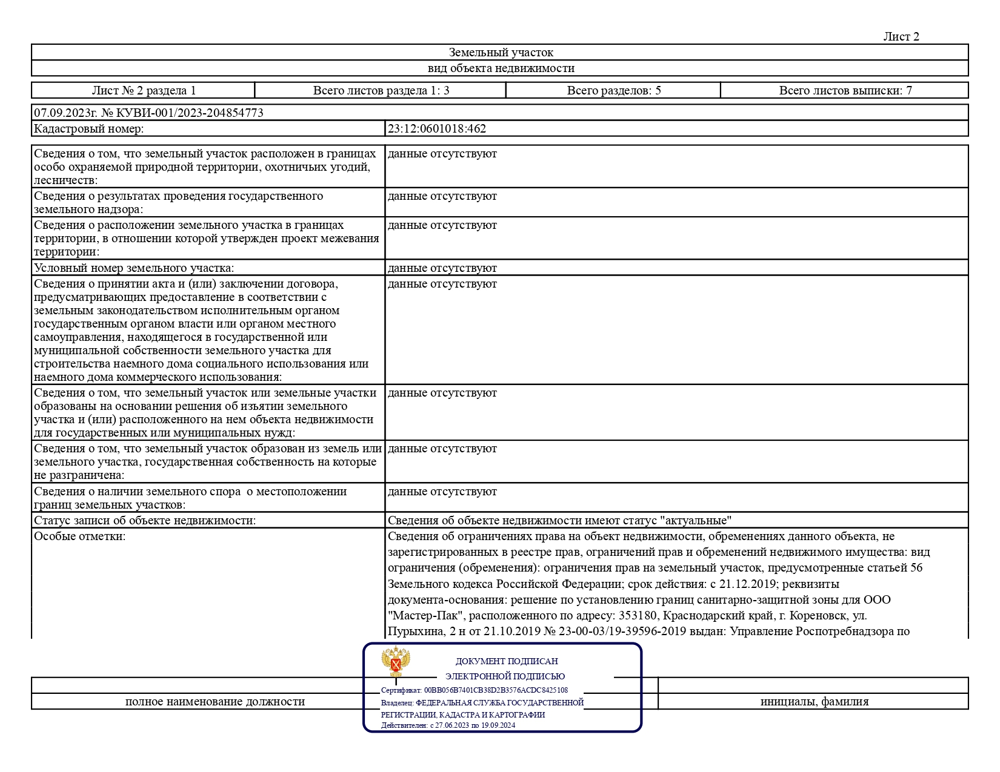 Лист 2
Земельный участок
вид объекта недвижимости
Лист № 2 раздела 1
Всего листов раздела 1: 3
Всего разделов: 5
Всего листов выписки: 7
07.09.2023г. № КУВИ-001/2023-204854773
Кадастровый номер:
23:12:0601018:462
Сведения о том, что земельный участок расположен в границах
особо охраняемой природной территории, охотничьих угодий,
лесничеств:
данные отсутствуют
Сведения о результатах проведения государственного
земельного надзора:
данные отсутствуют
Сведения о расположении земельного участка в границах
территории, в отношении которой утвержден проект межевания
территории:
данные отсутствуют
Условный номер земельного участка:
данные отсутствуют
Сведения о принятии акта и (или) заключении договора,
предусматривающих предоставление в соответствии с
земельным законодательством исполнительным органом
государственным органом власти или органом местного
самоуправления, находящегося в государственной или
муниципальной собственности земельного участка для
строительства наемного дома социального использования или
наемного дома коммерческого использования:
данные отсутствуют
Сведения о том, что земельный участок или земельные участки
образованы на основании решения об изъятии земельного
участка и (или) расположенного на нем объекта недвижимости
для государственных или муниципальных нужд:
данные отсутствуют
Сведения о том, что земельный участок образован из земель или
земельного участка, государственная собственность на которые
не разграничена:
данные отсутствуют
Сведения о наличии земельного спора  о местоположении
границ земельных участков:
данные отсутствуют
Статус записи об объекте недвижимости:
Сведения об объекте недвижимости имеют статус "актуальные"
Особые отметки:
Сведения об ограничениях права на объект недвижимости, обременениях данного объекта, не
зарегистрированных в реестре прав, ограничений прав и обременений недвижимого имущества: вид
ограничения (обременения): ограничения прав на земельный участок, предусмотренные статьей 56
Земельного кодекса Российской Федерации; срок действия: с 21.12.2019; реквизиты
документа-основания: решение по установлению границ санитарно-защитной зоны для ООО
"Мастер-Пак", расположенного по адресу: 353180, Краснодарский край, г. Кореновск, ул.
Пурыхина, 2 н от 21.10.2019 № 23-00-03/19-39596-2019 выдан: Управление Роспотребнадзора по
ДОКУМЕНТ ПОДПИСАН
ЭЛЕКТРОННОЙ ПОДПИСЬЮ
Сертификат: 00BB056B7401CB38D2B3576ACDC8425108
Владелец: ФЕДЕРАЛЬНАЯ СЛУЖБА ГОСУДАРСТВЕННОЙ
РЕГИСТРАЦИИ, КАДАСТРА И КАРТОГРАФИИ
Действителен: с 27.06.2023 по 19.09.2024
полное наименование должности
инициалы, фамилия